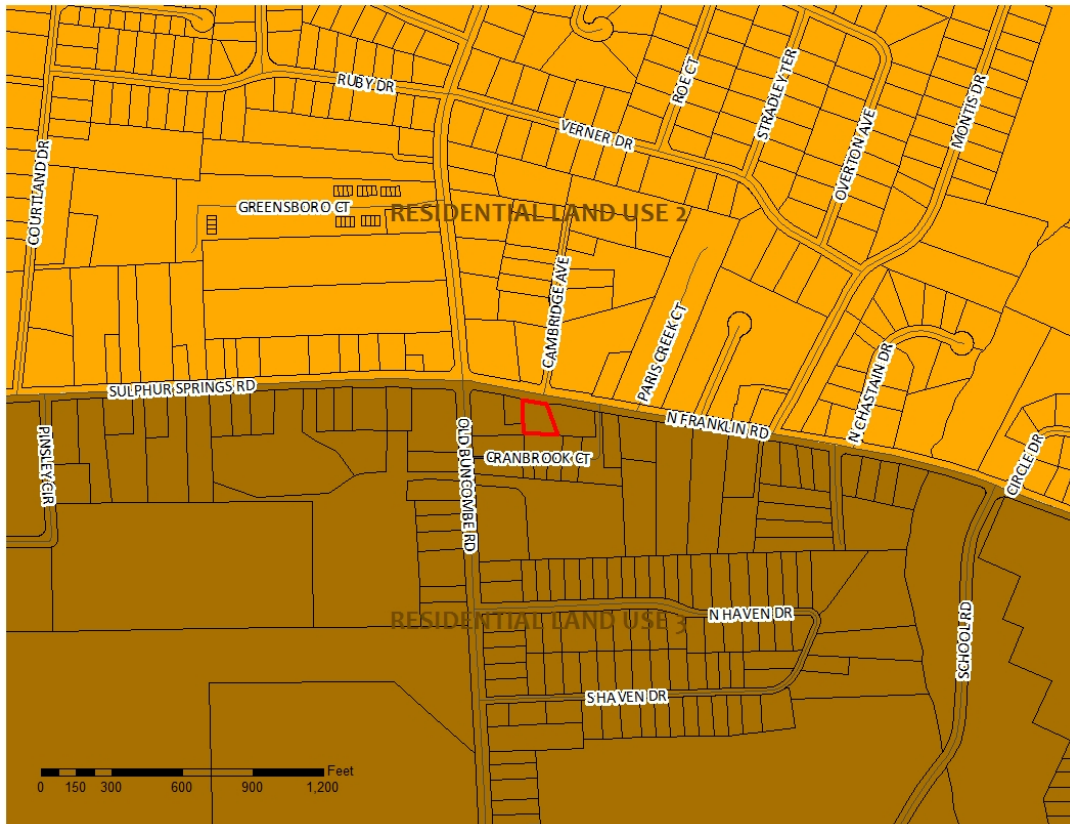 RUBY DR
ROE CT
STRADLEY TER
VERNER DR
MONTIS DR
OVERTON AVE
COURTLAND DR
GREENSBORO CT
RESIDENTIAL LAND USE 2
CAMBRIDGE AVE
PARIS CREEK CT
N CHASTAIN DR
SULPHUR SPRINGS RD
N FRANKLIN RD
PINSLEY CIR
OLD BUNCOMBE RD
CRANBROOK CT
CIRCLE DR
RESIDENTIAL LAND USE 3
N HAVEN DR
SCHOOL RD
S HAVEN DR
Feet
0 150 300 600 900 1,200